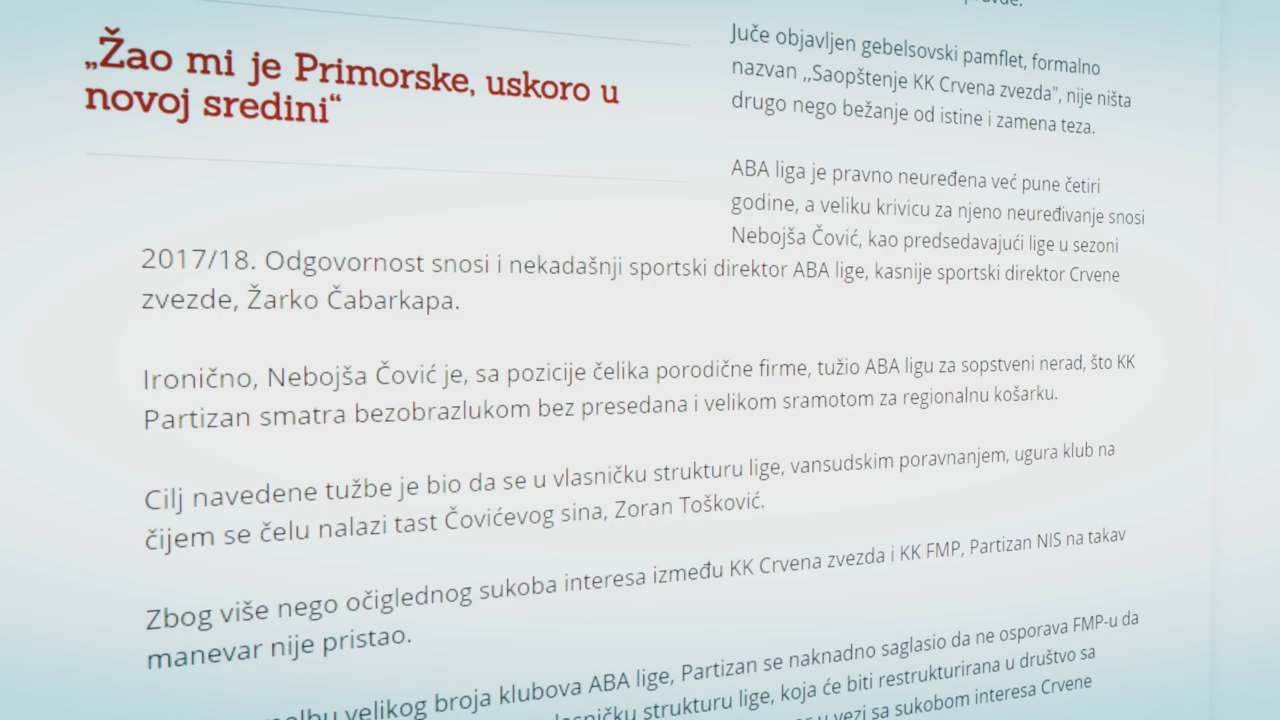 „Žao mi je Primorske, uskoro u
novoj sredini“
Juče objavljen gebelsovski pamflet, formalno
nazvan ,,Saopštenje KK Crvena zvezda", nije ništa
drugo nego bežanje od istine i zamena teza.
ABA liga je pravno neuređena već pune četiri
godine, a veliku krivicu za njeno neuređivanje snosi
Nebojša Čović, kao predsedavajući lige u sezoni
2017/18. Odgovornost snosi i nekadašnji sportski direktor ABA lige, kasnije sportski direktor Crvene
zvezde, Žarko Čabarkapa.
Ironično, Nebojša Čović je, sa pozicije čelika porodične firme, tužio ABA ligu za sopstveni nerad, što KK
Partizan smatra bezobrazlukom bez presedana i velikom sramotom za regionalnu košarku.
Cilj navedene tužbe je bio da se u vlasničku strukturu lige, vansudskim poravnanjem, ugura klub na
čijem se čelu nalazi tast Čovićevog sina, Zoran Tošković.
Zbog više nego očiglednog sukoba interesa između KK Crvena zvezda i KK FMP, Partizan NIS na takav
manevar nije pristao.
velikog broja klubova ABA lige, Partizan se naknadno saglasio da ne osporava FMP-u da
strukturu lige, koja će biti restrukturirana u društvo sa
u vezi sa sukobom interesa Crvene